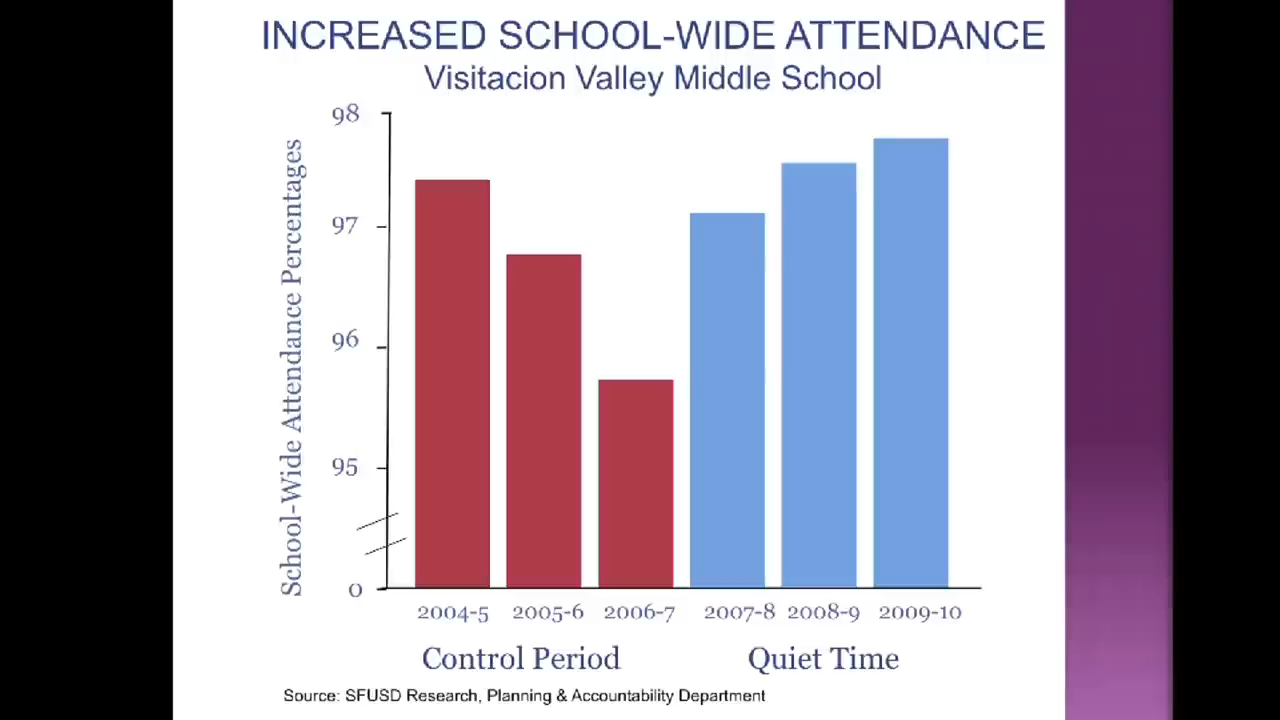 INCREASED SCHOOL-WIDE ATTENDANCE
Visitacion Valley Middle School
School-Wide Attendance Percentages
98
97
96
95
0
2004-5 2005-6 2006-7 2007-8 2008-9 2009-10
Control Period Quiet Time
Source: SFUSD Research, Planning & Accountability Department